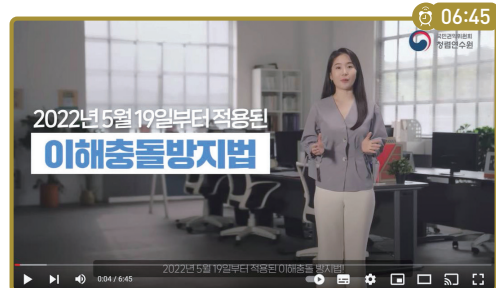 06:45
국민권익위원회
청렴연수원
2022년 5월 19일부터 적용된
이해충돌방지법
2022년 5월 19일부터 적용된 이해충돌 방지법!
0:04 / 6:45